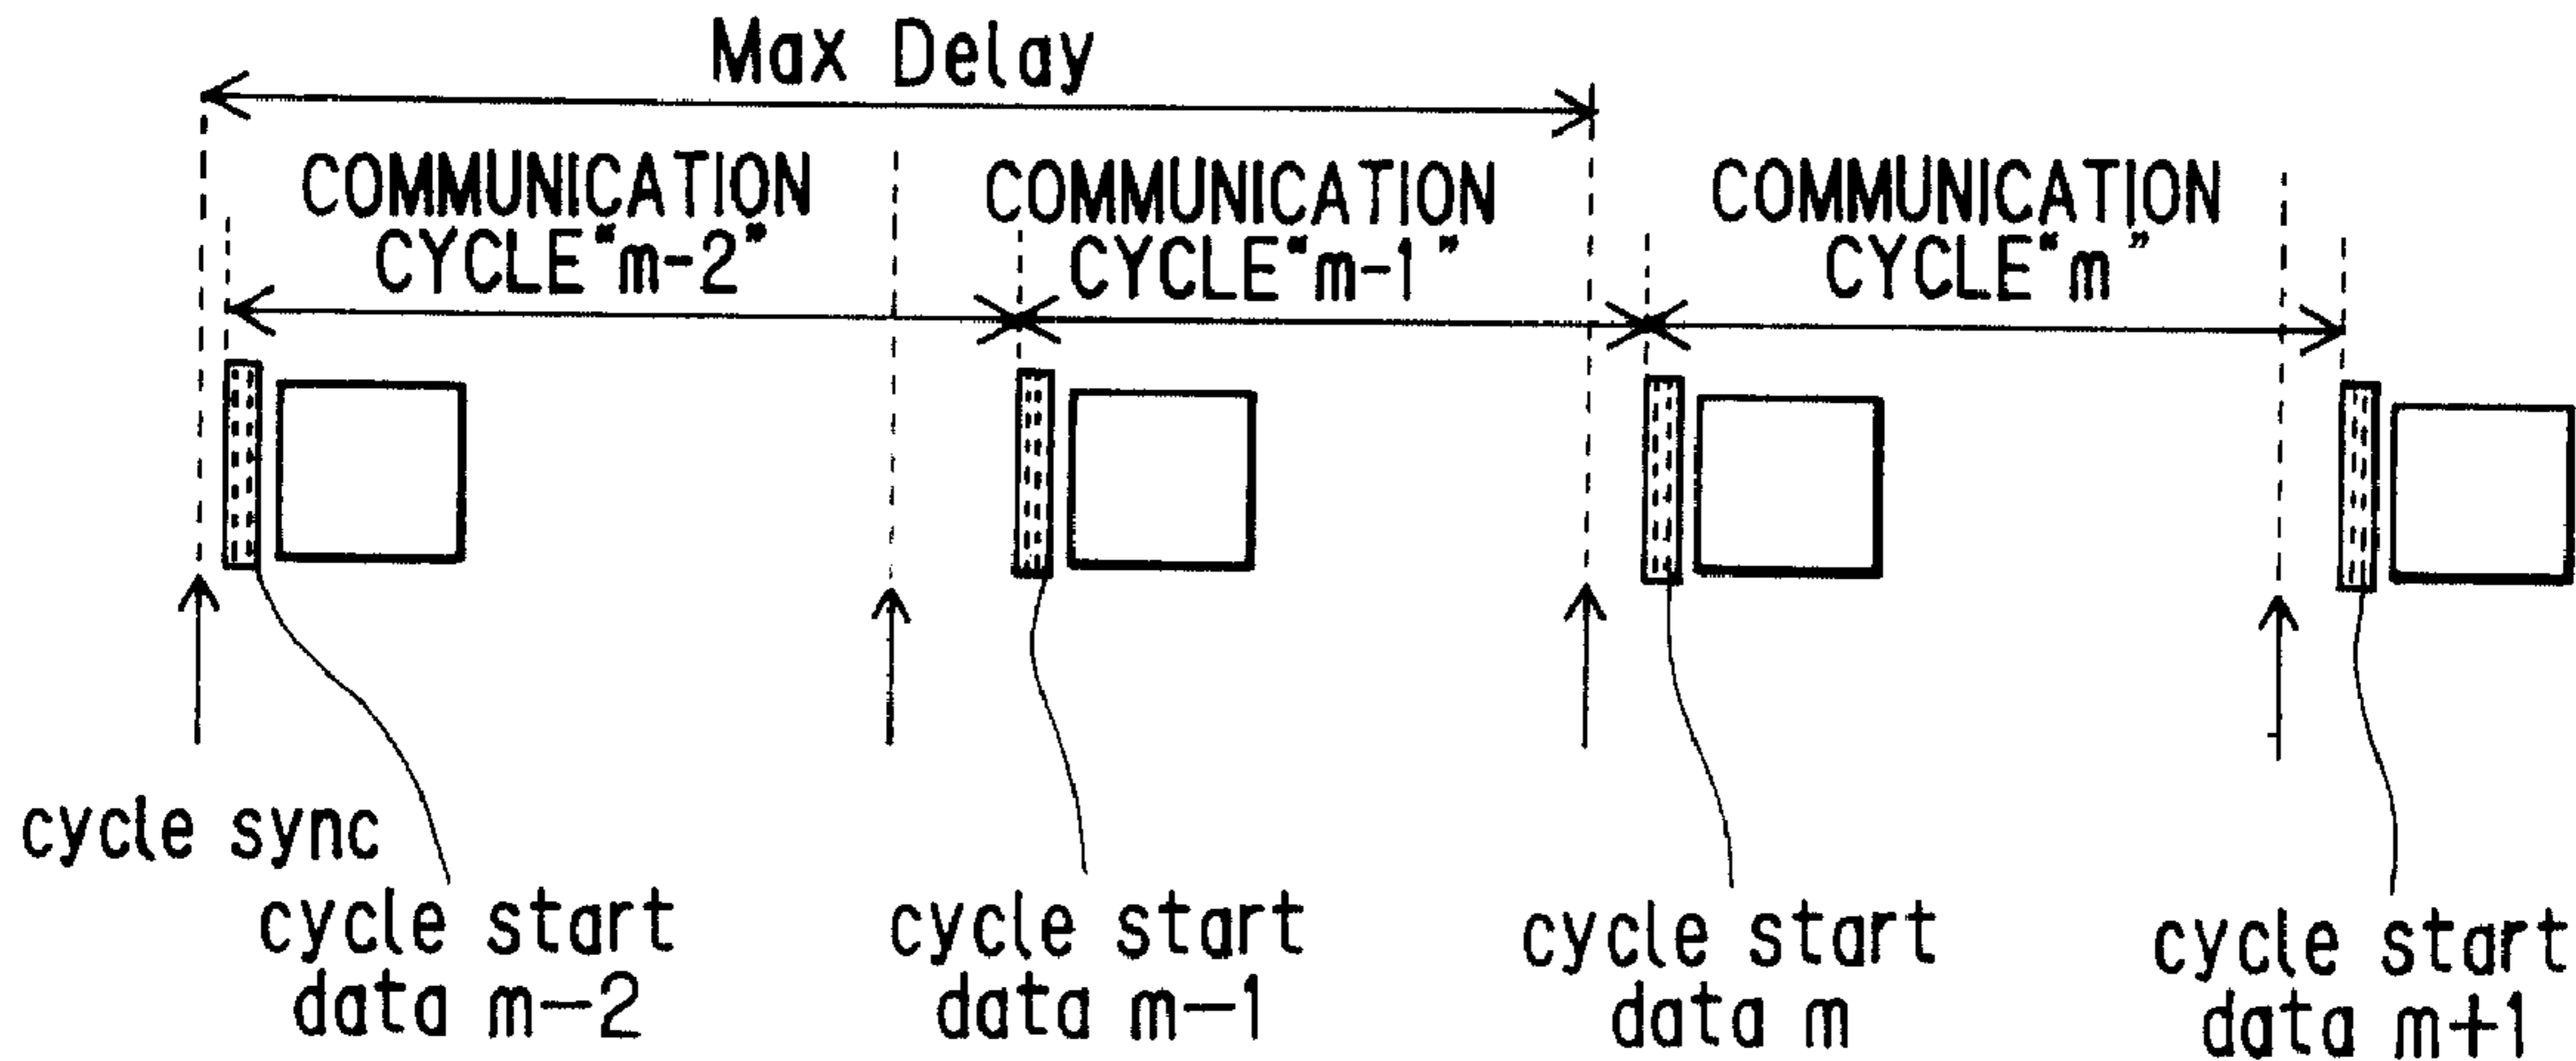 Max Delay
COMMUNICATION
CYCLE“m-2”
COMMUNICATION
CYCLE“m-1”
COMMUNICATION
CYCLE“m”
cycle sync
cycle start
data m-2
cycle start
data m-1
cycle start
data m
cycle start
data m+1